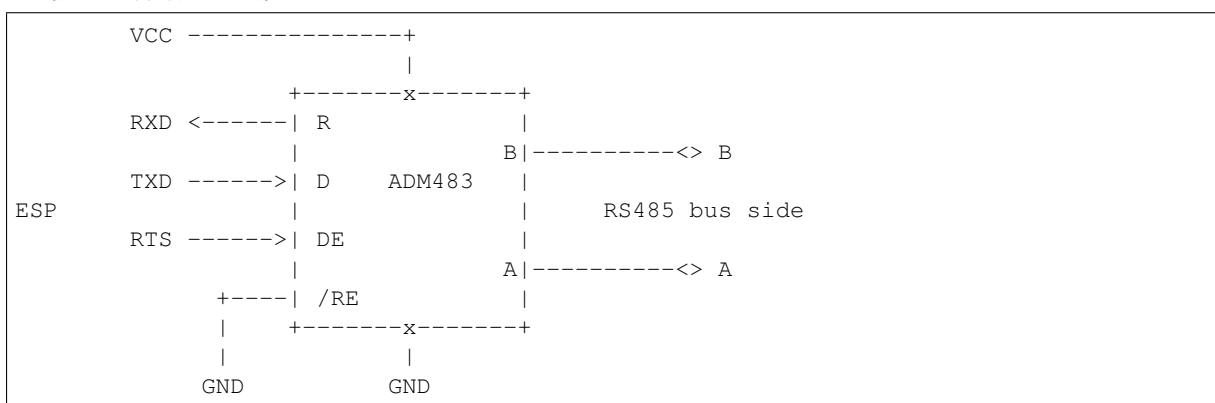 VCC ---------------+
|
+-------x-------+
RXD <------| R |
| B|----------<> B
TXD ------>| D ADM483 |
ESP | | RS485 bus side
RTS ------>| DE |
| A|----------<> A
+----| /RE |
| +-------x-------+
| |
GND GND